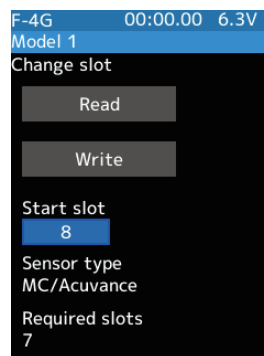 F-4G 00:00.00 6.3V
Model 1
Change slot
Read
Write
Start slot
8
Sensor type
MC/Acuvance
Required slots
7